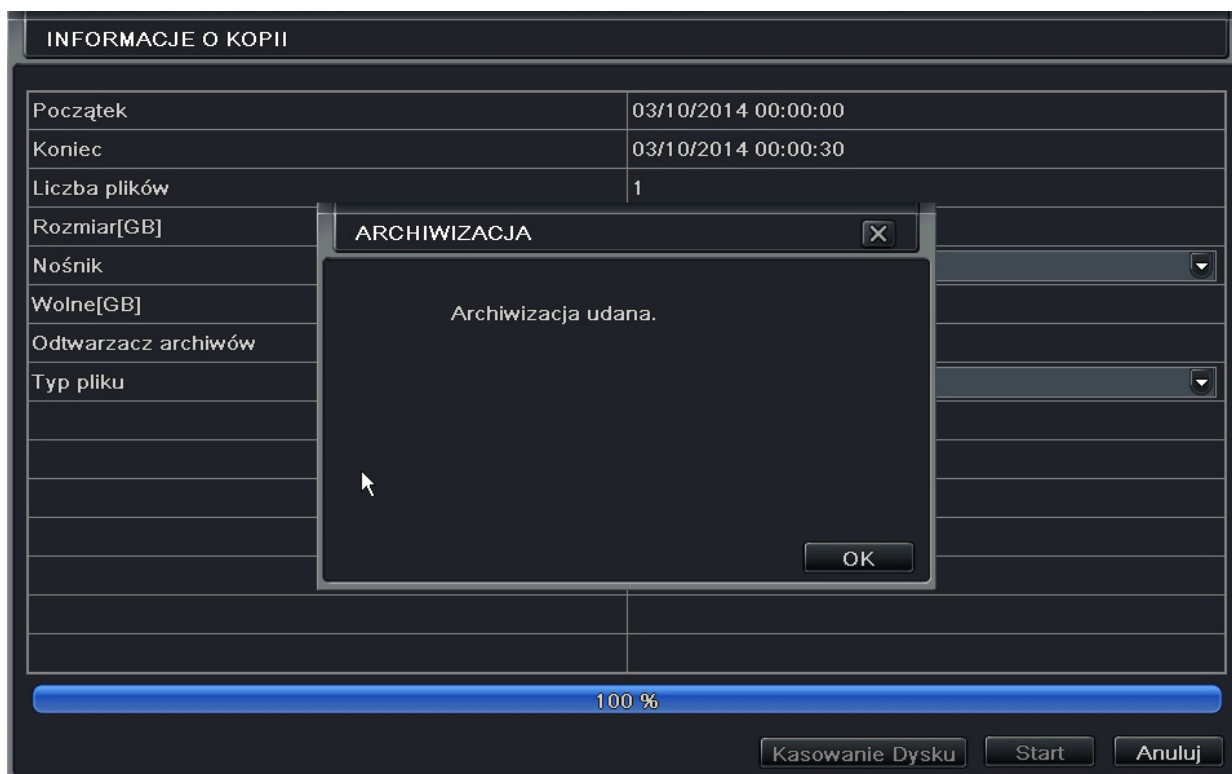 INFORMACJE O KOPII
Początek 03/10/2014 00:00:00
Koniec 03/10/2014 00:00:30
Liczba plików 1
Rozmiar[GB]
Nośnik
Wolne[GB]
Odtwarzacz archiwów
Typ pliku
ARCHIWIZACJA
Archiwizacja udana.
OK
100 %
Kasowanie Dysku Start Anuluj